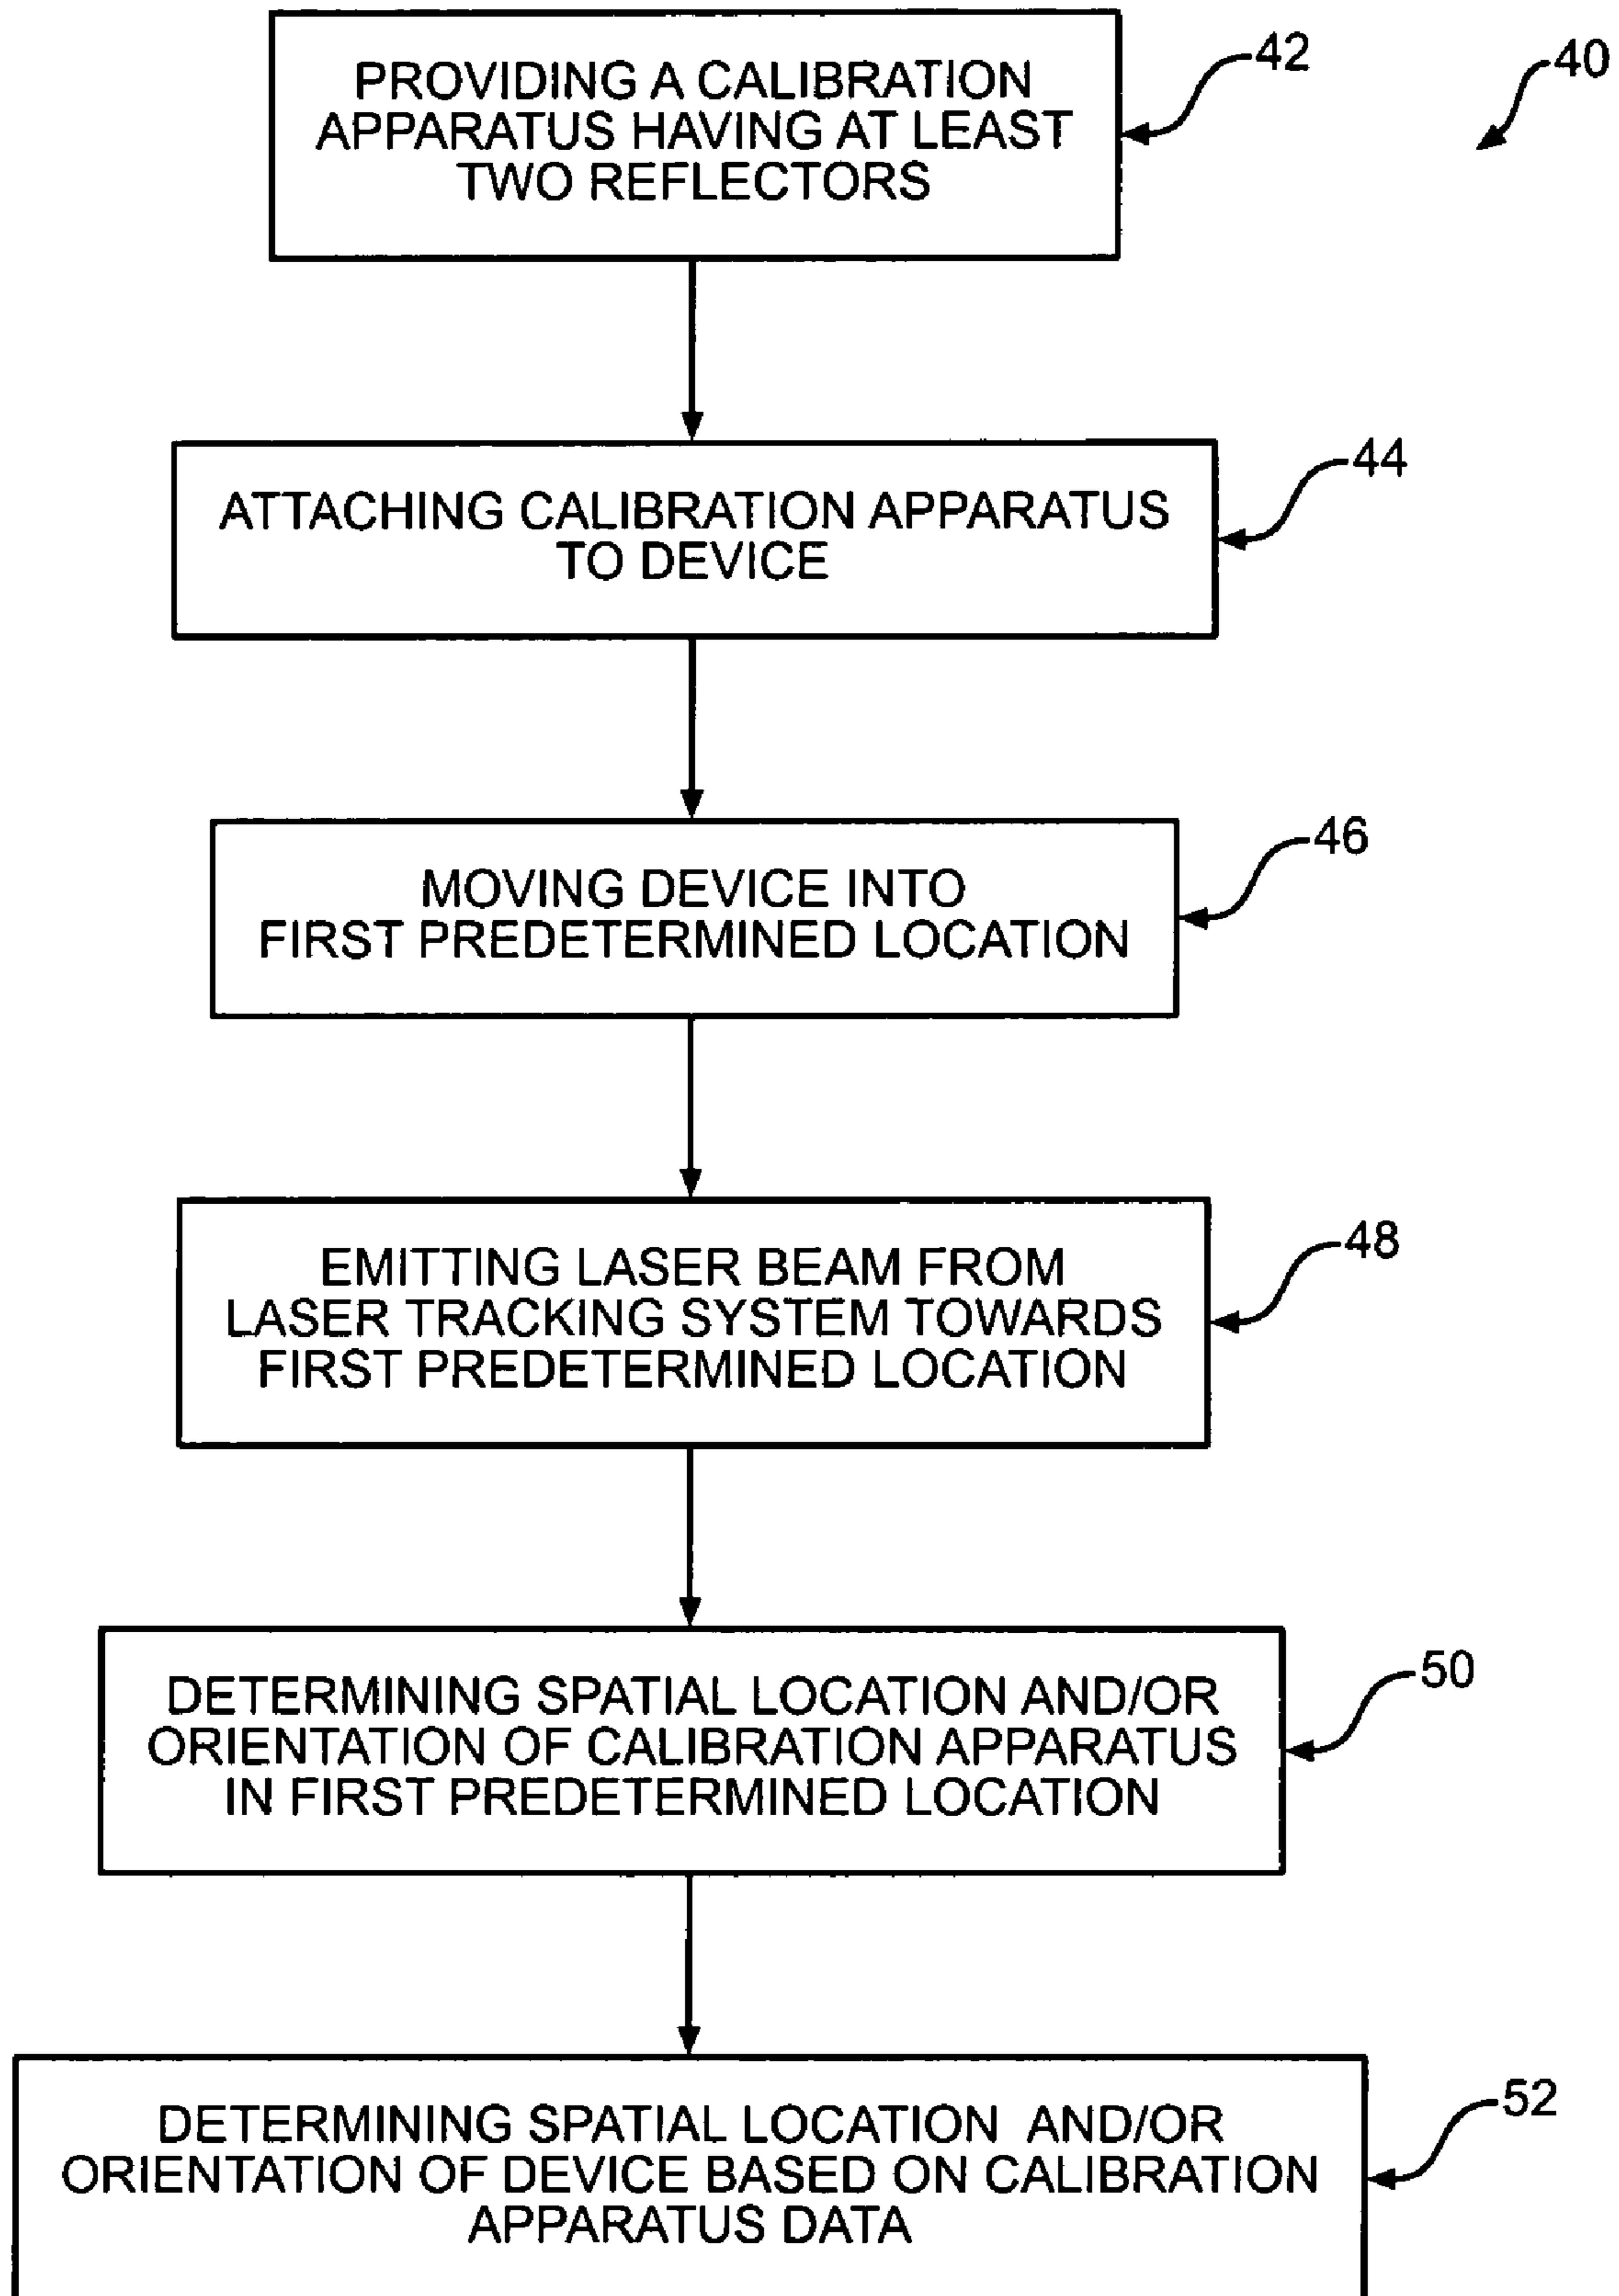 42
40
PROVIDING A CALIBRATION
APPARATUS HAVING AT LEAST
TWO REFLECTORS
44
ATTACHING CALIBRATION APPARATUS
TO DEVICE
46
MOVING DEVICE INTO
FIRST PREDETERMINED LOCATION
48
EMITTING LASER BEAM FROM
LASER TRACKING SYSTEM TOWARDS
FIRST PREDETERMINED LOCATION
50
DETERMINING SPATIAL LOCATION AND/OR
ORIENTATION OF CALIBRATION APPARATUS
IN FIRST PREDETERMINED LOCATION
52
DETERMINING SPATIAL LOCATION AND/OR
ORIENTATION OF DEVICE BASED ON CALIBRATION
APPARATUS DATA